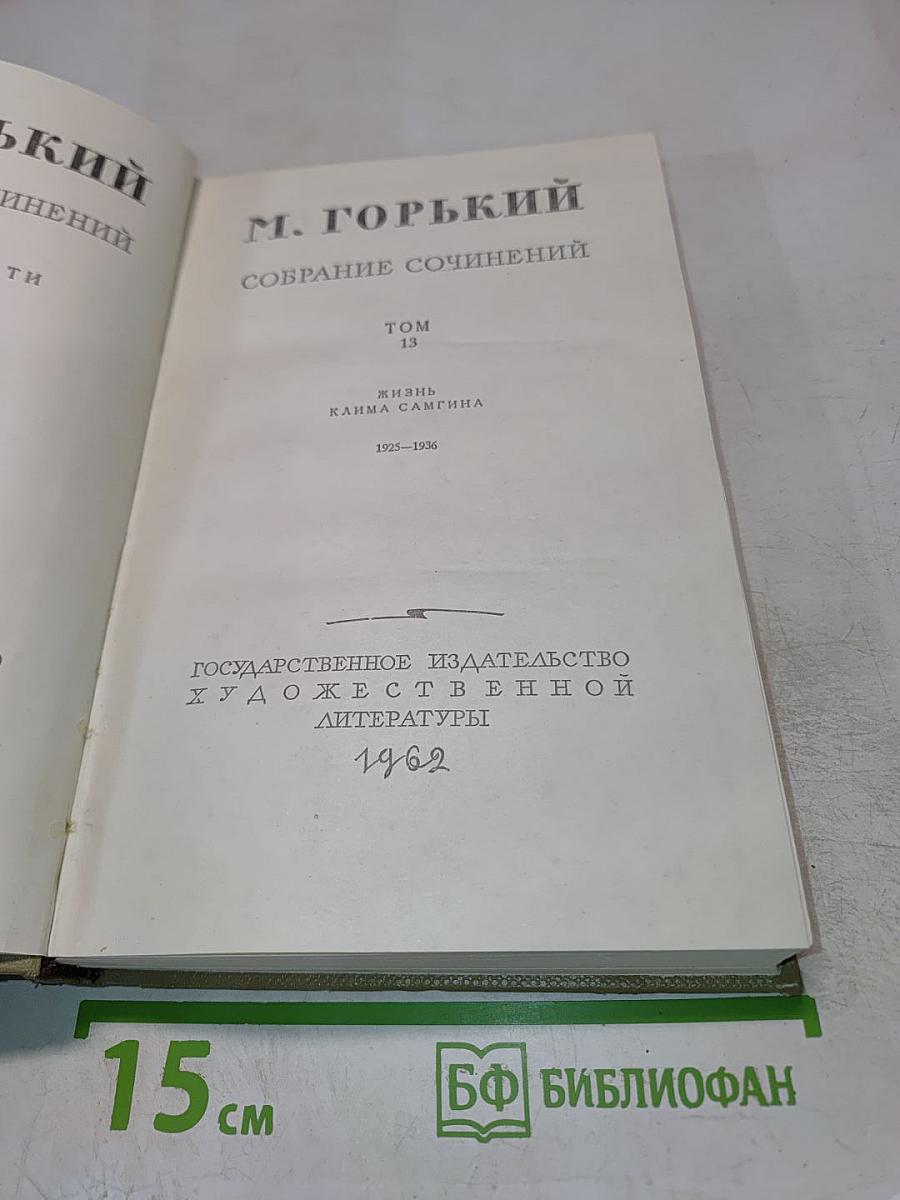 ЬКИЙ
ЧИНЕНИЙ
ТИ
М. ГОРЬКИЙ
СОБРАНИЕ СОЧИНЕНИЙ
ТОМ
13
ЖИЗНЬ
КЛИМА САМГИНА
1925—1936
ГОСУДАРСТВЕННОЕ ИЗДАТЕЛЬСТВО
ХУДОЖЕСТВЕННОЙ
ЛИТЕРАТУРЫ
1962
15 см
БФ БИБЛИОФАН